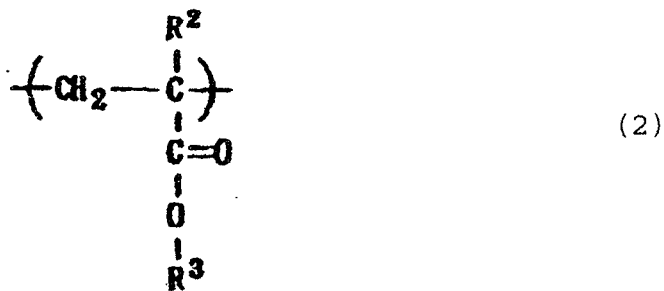 R²
-(-CH₂-C-)-
(2)
C=O
O
R³